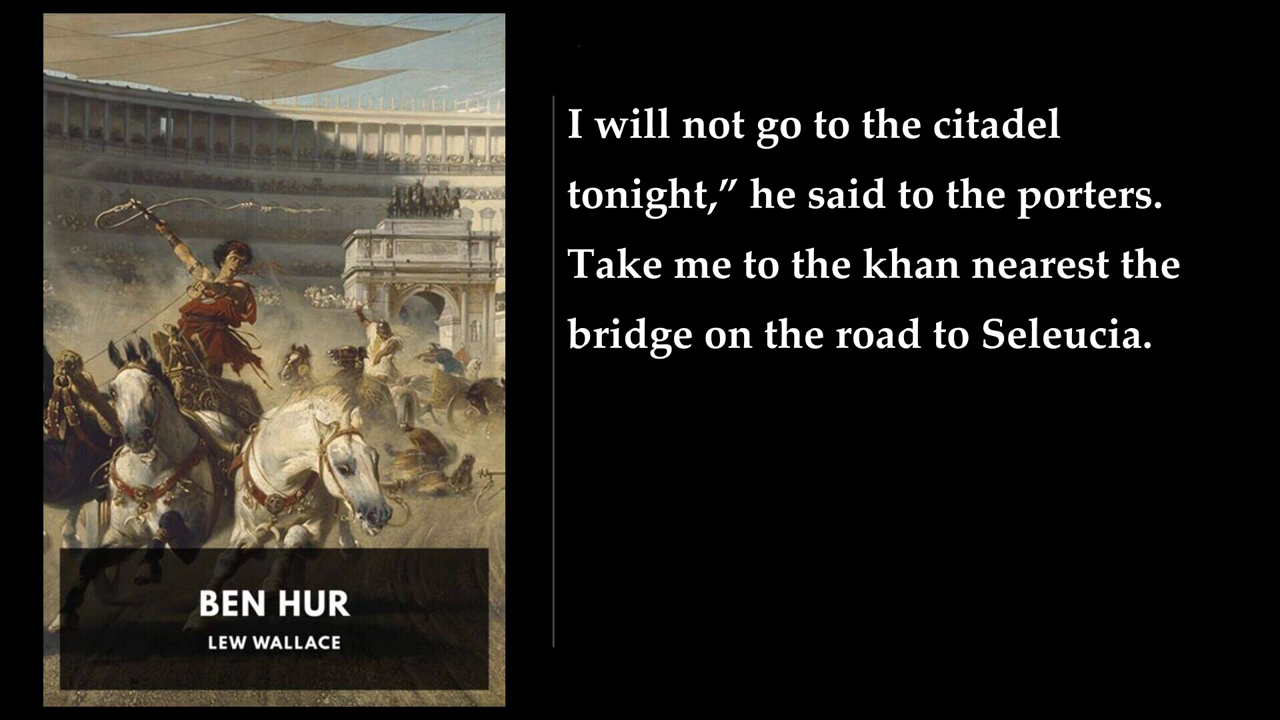 I will not go to the citadel
tonight,” he said to the porters.
Take me to the khan nearest the
bridge on the road to Seleucia.
BEN HUR
LEW WALLACE